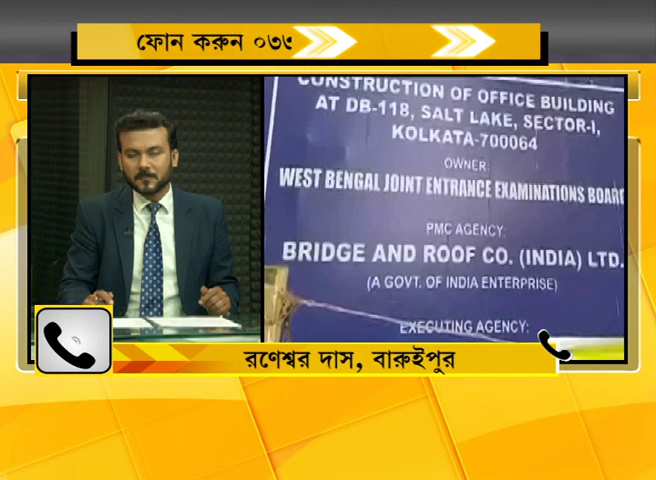 ফোন করুন ০৩৩
CONSTRUCTION OF OFFICE BUILDING
AT DB-118, SALT LAKE, SECTOR-I,
KOLKATA-700064
OWNER:
WEST BENGAL JOINT ENTRANCE EXAMINATIONS BOARD
PMC AGENCY:
BRIDGE AND ROOF CO. (INDIA) LTD.
(A GOVT. OF INDIA ENTERPRISE)
EXECUTING AGENCY:
রণেশ্বর দাস, বারুইপুর